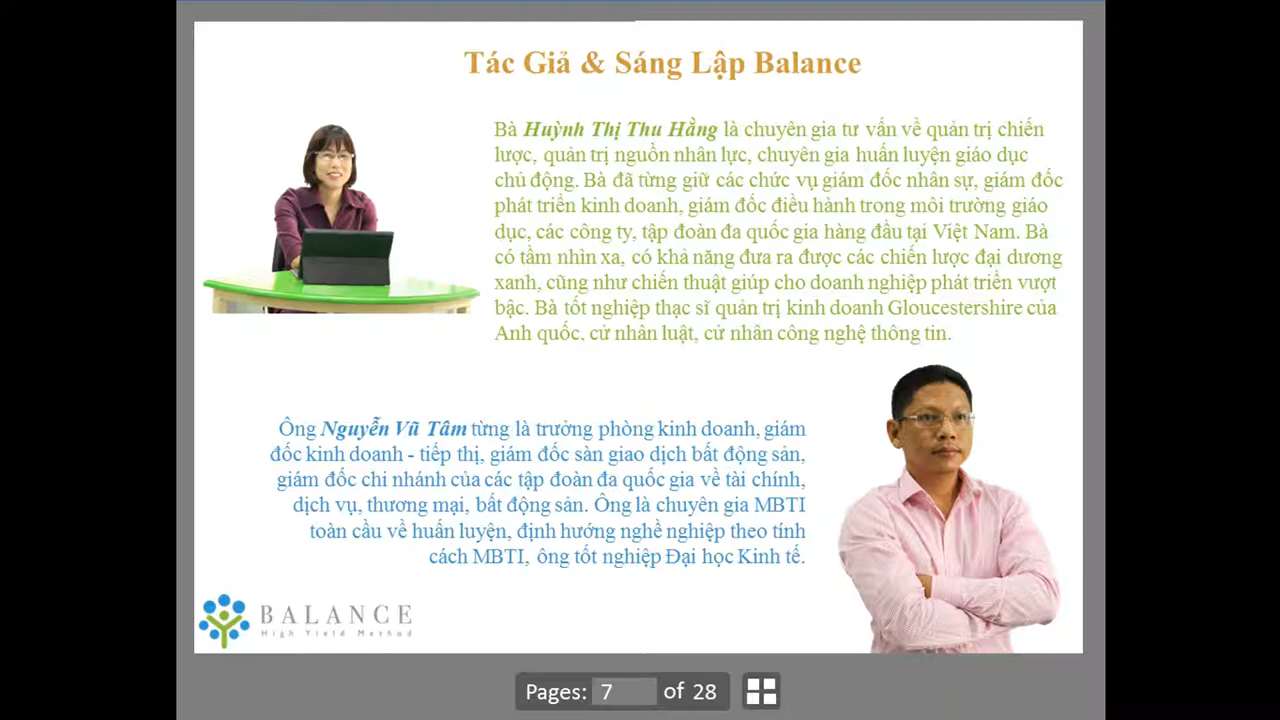 Tác Giả & Sáng Lập Balance
Bà Huỳnh Thị Thu Hằng là chuyên gia tư vấn về quản trị chiến
lược, quản trị nguồn nhân lực, chuyên gia huấn luyện giáo dục
chủ động. Bà đã từng giữ các chức vụ giám đốc nhân sự, giám đốc
phát triển kinh doanh, giám đốc điều hành trong môi trường giáo
dục, các công ty, tập đoàn đa quốc gia hàng đầu tại Việt Nam. Bà
có tầm nhìn xa, có khả năng đưa ra được các chiến lược đại dương
xanh, cũng như chiến thuật giúp cho doanh nghiệp phát triển vượt
bậc. Bà tốt nghiệp thạc sĩ quản trị kinh doanh Gloucestershire của
Anh quốc, cử nhân luật, cử nhân công nghệ thông tin.
Ông Nguyễn Vũ Tâm từng là trưởng phòng kinh doanh, giám
đốc kinh doanh - tiếp thị, giám đốc sàn giao dịch bất động sản,
giám đốc chi nhánh của các tập đoàn đa quốc gia về tài chính,
dịch vụ, thương mại, bất động sản. Ông là chuyên gia MBTI
toàn cầu về huấn luyện, định hướng nghề nghiệp theo tính
cách MBTI, ông tốt nghiệp Đại học Kinh tế.
BALANCE
High Yield Method
Pages: 7 of 28